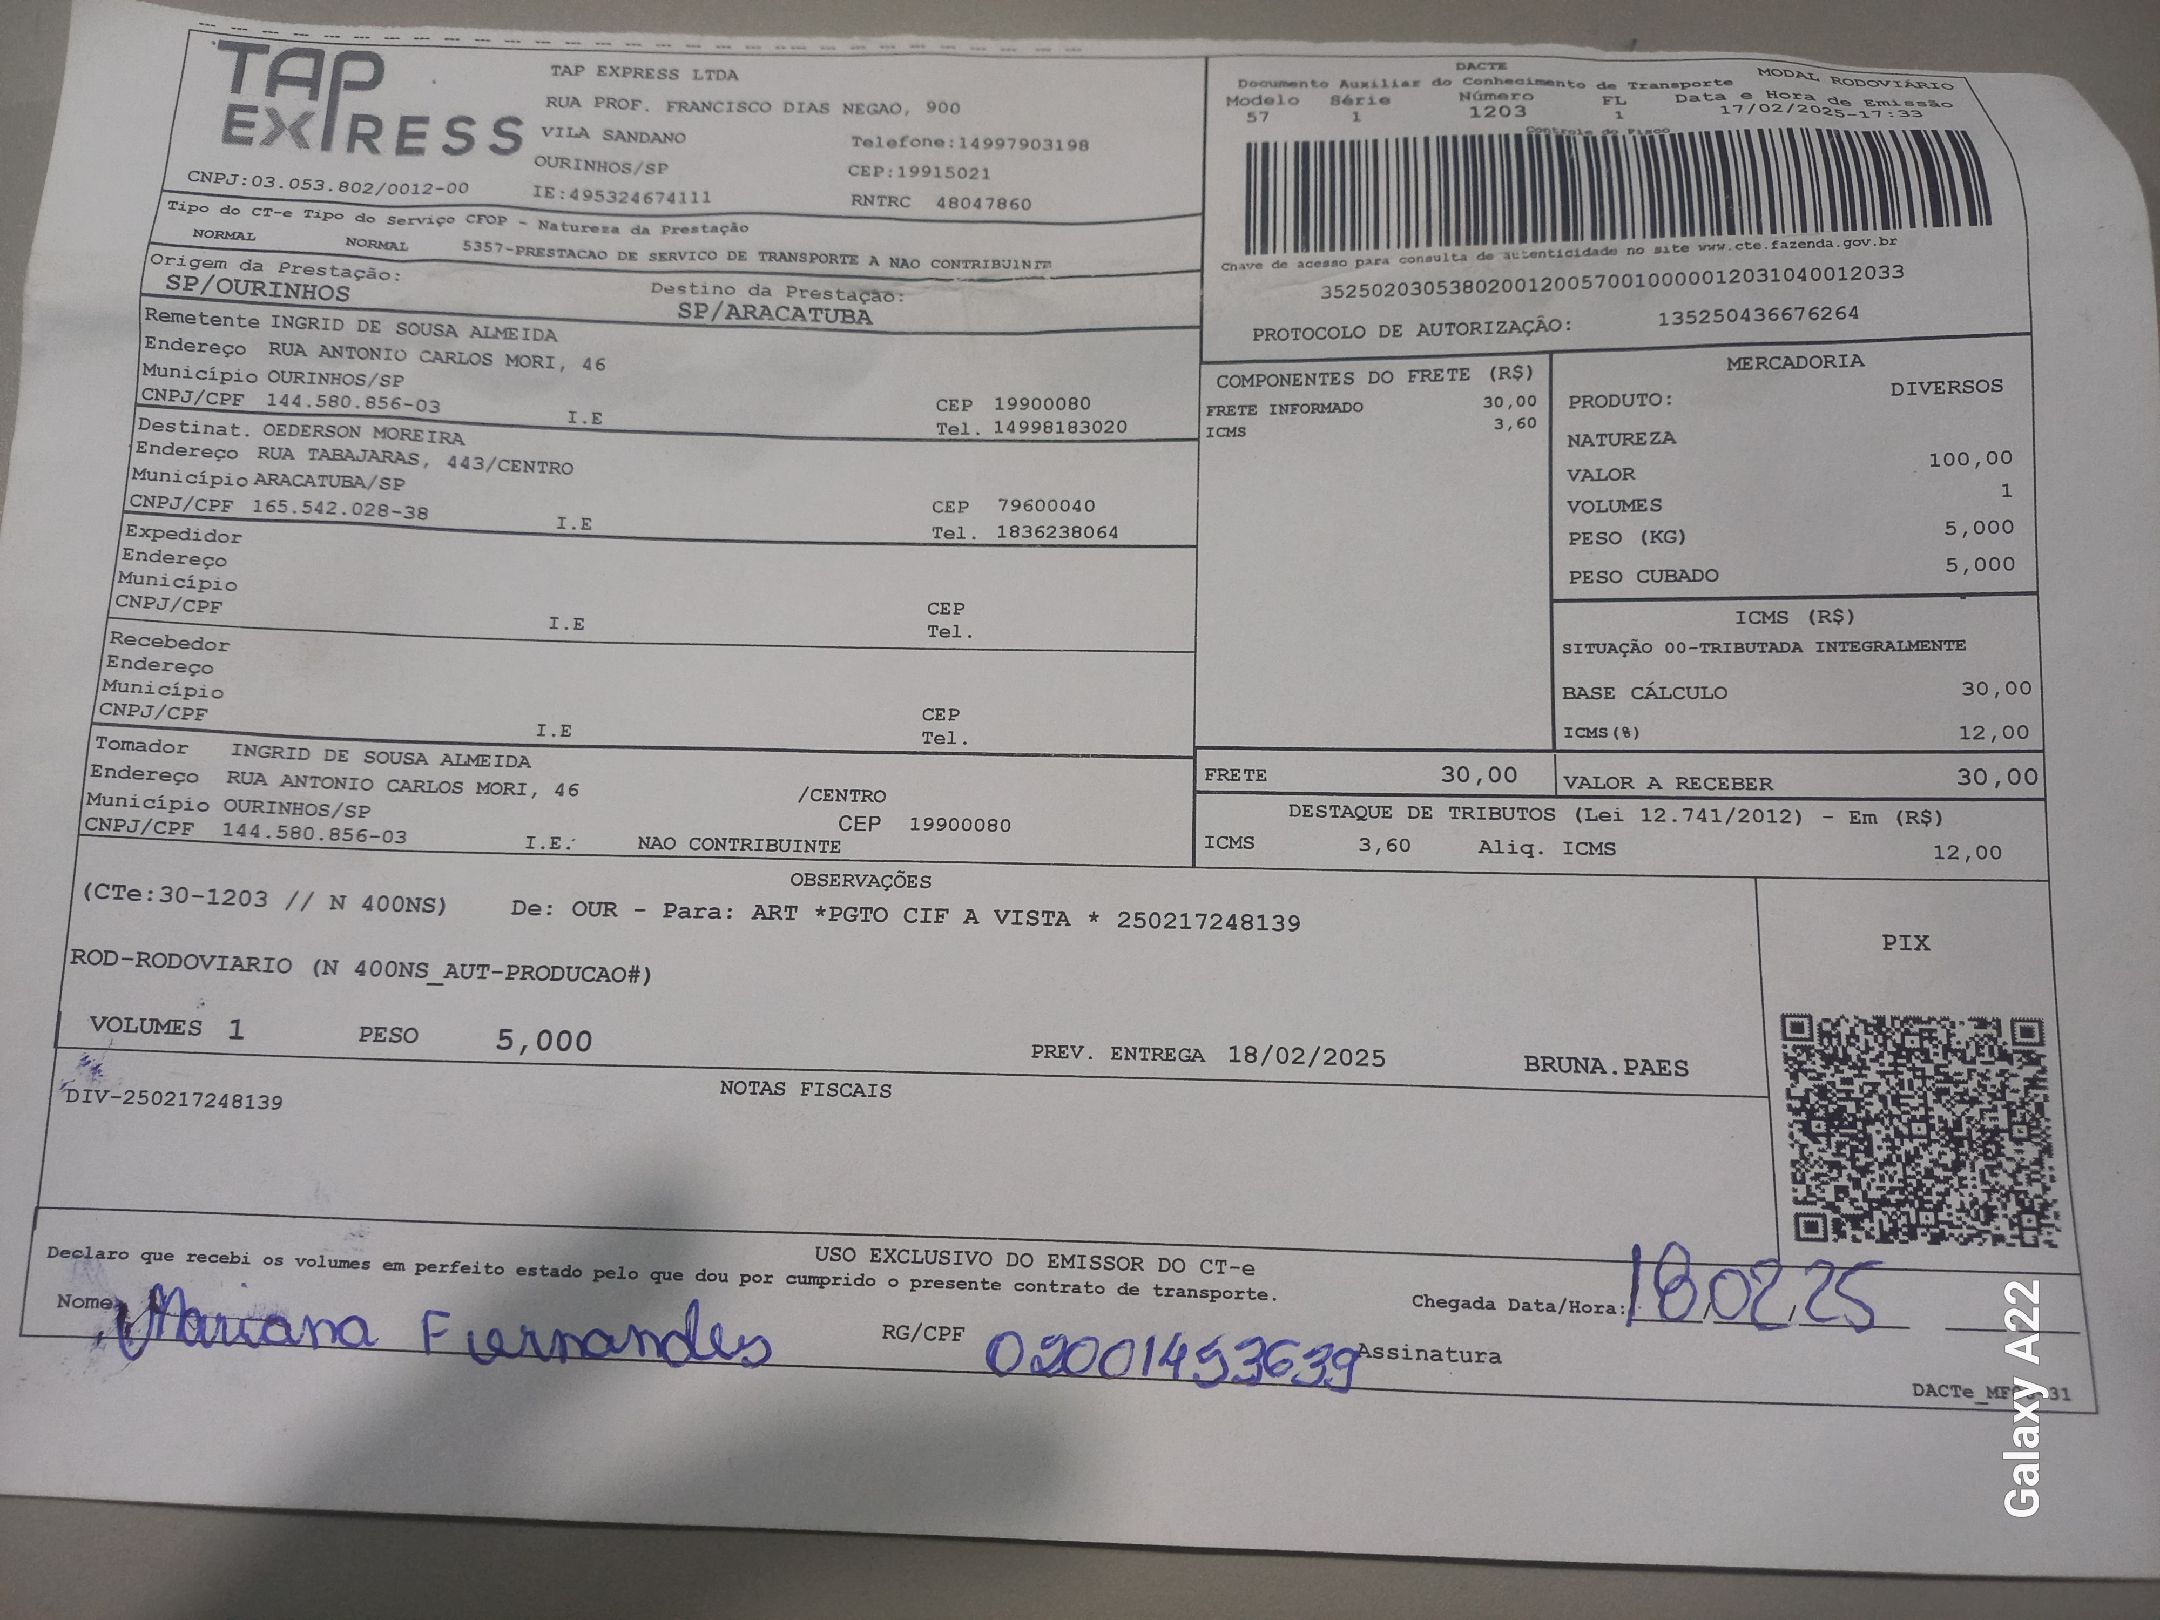 TAP
EXPRESS
CNPJ:03.053.802/0012-00
TAP EXPRESS LTDA
RUA PROF. FRANCISCO DIAS NEGAO, 900
VILA SANDANO
Telefone:14997903198
OURINHOS/SP
CEP:19915021
IE:495324674111
RNTRC 48047860
DACTE
MODAL RODOVIÁRIO
Documento Auxiliar do Conhecimento de Transporte
Modelo Série Número FL Data e Hora de Emissão
57 1 1203 1 17/02/2025-17:33
Controle do Fisco
Chave de acesso para consulta de autenticidade no site www.cte.fazenda.gov.br
35250203053802001200570010000012031040012033
PROTOCOLO DE AUTORIZAÇÃO: 135250436676264
Tipo do CT-e Tipo do Serviço CFOP - Natureza da Prestação
NORMAL NORMAL 5357-PRESTACAO DE SERVICO DE TRANSPORTE A NAO CONTRIBUINTE
Origem da Prestação:
SP/OURINHOS
Destino da Prestação:
SP/ARACATUBA
Remetente INGRID DE SOUSA ALMEIDA
Endereço RUA ANTONIO CARLOS MORI, 46
Município OURINHOS/SP
CEP 19900080
CNPJ/CPF 144.580.856-03 I.E
Tel. 14998183020
Destinat. OEDERSON MOREIRA
Endereço RUA TABAJARAS, 443/CENTRO
Município ARACATUBA/SP
CEP 79600040
CNPJ/CPF 165.542.028-38 I.E
Tel. 1836238064
Expedidor
Endereço
Município
CEP
CNPJ/CPF I.E
Tel.
Recebedor
Endereço
Município
CEP
CNPJ/CPF I.E
Tel.
Tomador INGRID DE SOUSA ALMEIDA
Endereço RUA ANTONIO CARLOS MORI, 46 /CENTRO
Município OURINHOS/SP
CEP 19900080
CNPJ/CPF 144.580.856-03 I.E.: NAO CONTRIBUINTE
COMPONENTES DO FRETE (R$)
FRETE INFORMADO 30,00
ICMS 3,60
MERCADORIA
PRODUTO: DIVERSOS
NATUREZA
VALOR 100,00
VOLUMES 1
PESO (KG) 5,000
PESO CUBADO 5,000
ICMS (R$)
SITUAÇÃO 00-TRIBUTADA INTEGRALMENTE
BASE CÁLCULO 30,00
ICMS(%) 12,00
FRETE 30,00
VALOR A RECEBER 30,00
DESTAQUE DE TRIBUTOS (Lei 12.741/2012) - Em (R$)
ICMS 3,60 Aliq. ICMS 12,00
OBSERVAÇÕES
(CTe:30-1203 // N 400NS) De: OUR - Para: ART *PGTO CIF A VISTA * 250217248139
ROD-RODOVIARIO (N 400NS_AUT-PRODUCAO#)
PIX
VOLUMES 1 PESO 5,000 PREV. ENTREGA 18/02/2025 BRUNA.PAES
NOTAS FISCAIS
DIV-250217248139
USO EXCLUSIVO DO EMISSOR DO CT-e
Declaro que recebi os volumes em perfeito estado pelo que dou por cumprido o presente contrato de transporte.
Nome Mariana Fernandes
RG/CPF 02001453639
Assinatura
Chegada Data/Hora: 18,02,25
Galaxy A22